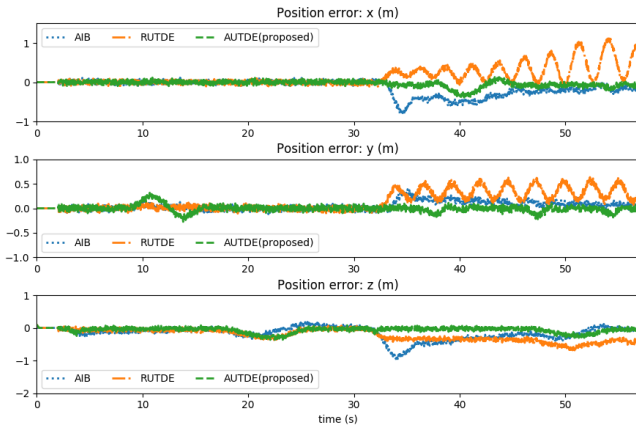 Position error: x (m)
AIB RUTDE AUTDE(proposed)
1
0
−1
0 10 20 30 40 50
Position error: y (m)
1.0
0.5
0.0
−0.5
−1.0
AIB RUTDE AUTDE(proposed)
0 10 20 30 40 50
Position error: z (m)
1
0
−1
−2
AIB RUTDE AUTDE(proposed)
0 10 20 30 40 50
time (s)